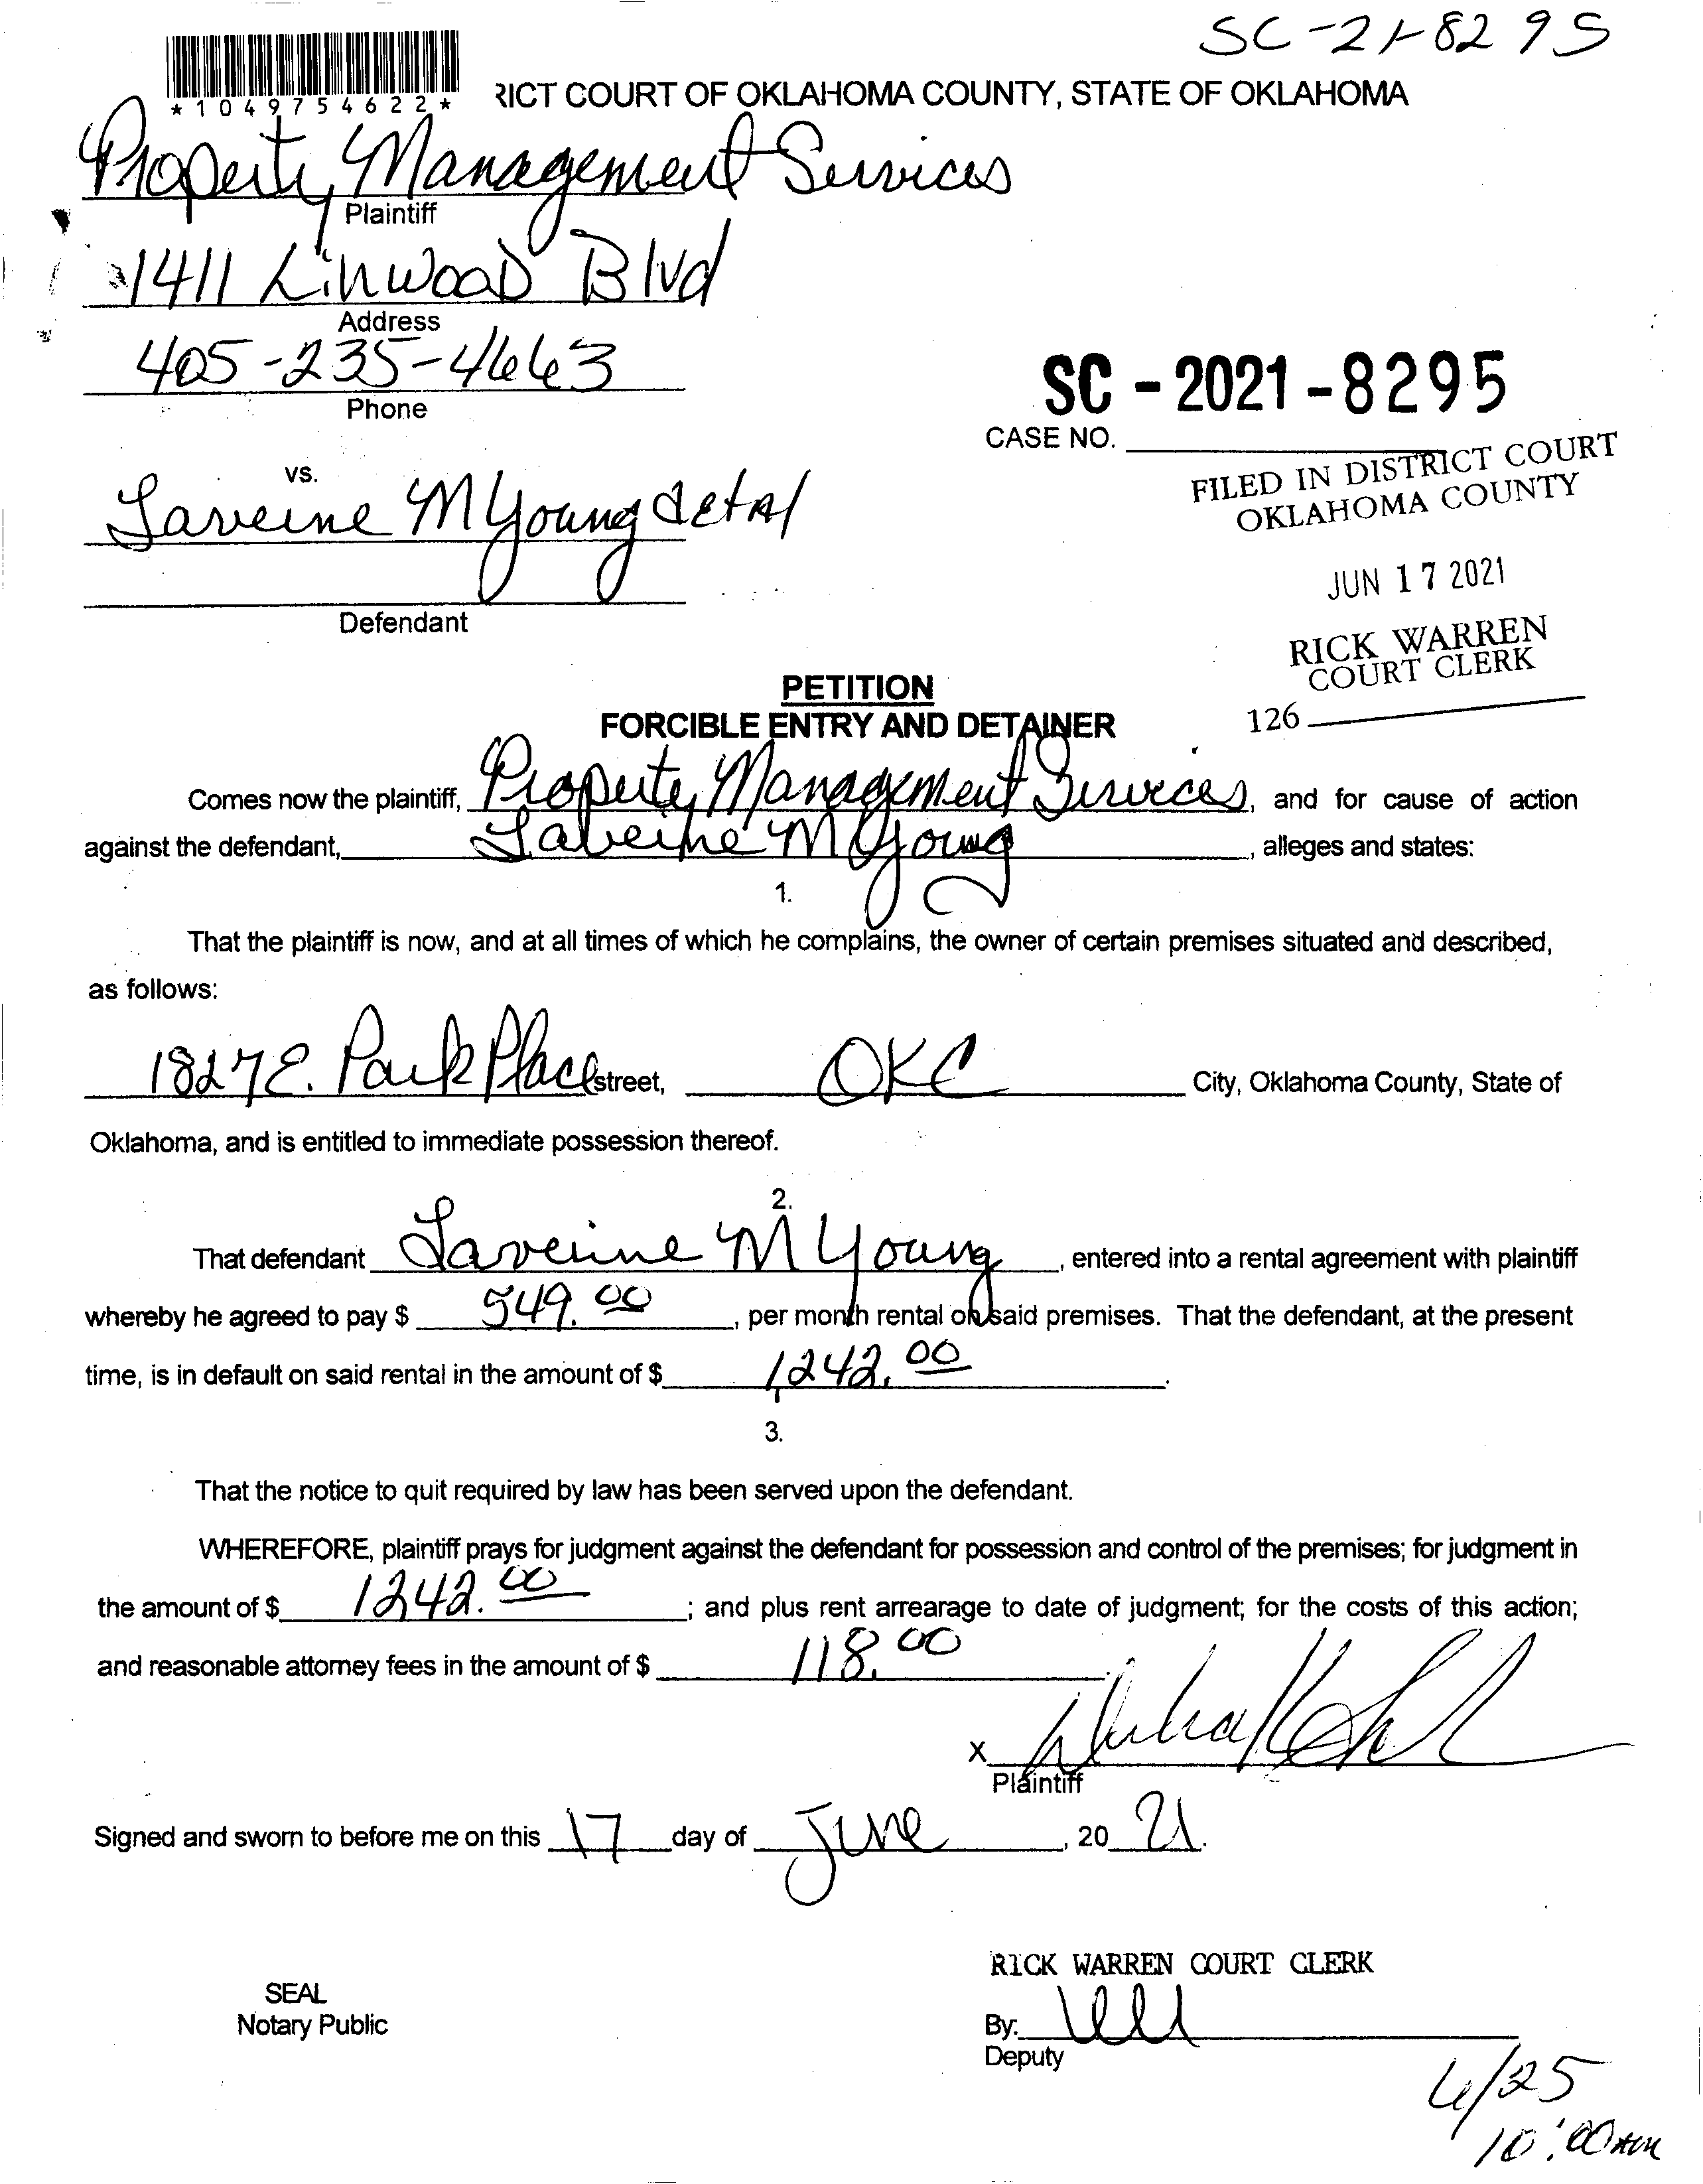 SC-21-8295
*1049754622*
RICT COURT OF OKLAHOMA COUNTY, STATE OF OKLAHOMA
Property Management Services
Plaintiff
1411 Linwood Blvd
Address
405-235-4663
Phone
SC - 2021 - 8295
CASE NO.
FILED IN DISTRICT COURT
OKLAHOMA COUNTY
vs.
Laverine M Young et al
JUN 17 2021
Defendant
RICK WARREN
COURT CLERK
126
PETITION
FORCIBLE ENTRY AND DETAINER
Comes now the plaintiff, Property Management Services, and for cause of action
against the defendant, Laverine M Young, alleges and states:
1.
That the plaintiff is now, and at all times of which he complains, the owner of certain premises situated and described,
as follows:
1827 E. Park Place street, OKC City, Oklahoma County, State of
Oklahoma, and is entitled to immediate possession thereof.
2.
That defendant Laverine M Young, entered into a rental agreement with plaintiff
whereby he agreed to pay $ 549.00, per month rental on said premises. That the defendant, at the present
time, is in default on said rental in the amount of $ 1242.00.
3.
That the notice to quit required by law has been served upon the defendant.
WHEREFORE, plaintiff prays for judgment against the defendant for possession and control of the premises; for judgment in
the amount of $ 1242.00; and plus rent arrearage to date of judgment; for the costs of this action;
and reasonable attorney fees in the amount of $ 118.00
X
Plaintiff
Signed and sworn to before me on this 17 day of June, 20 21.
RICK WARREN COURT CLERK
SEAL
Notary Public
By:
Deputy
6/25
10:00 am